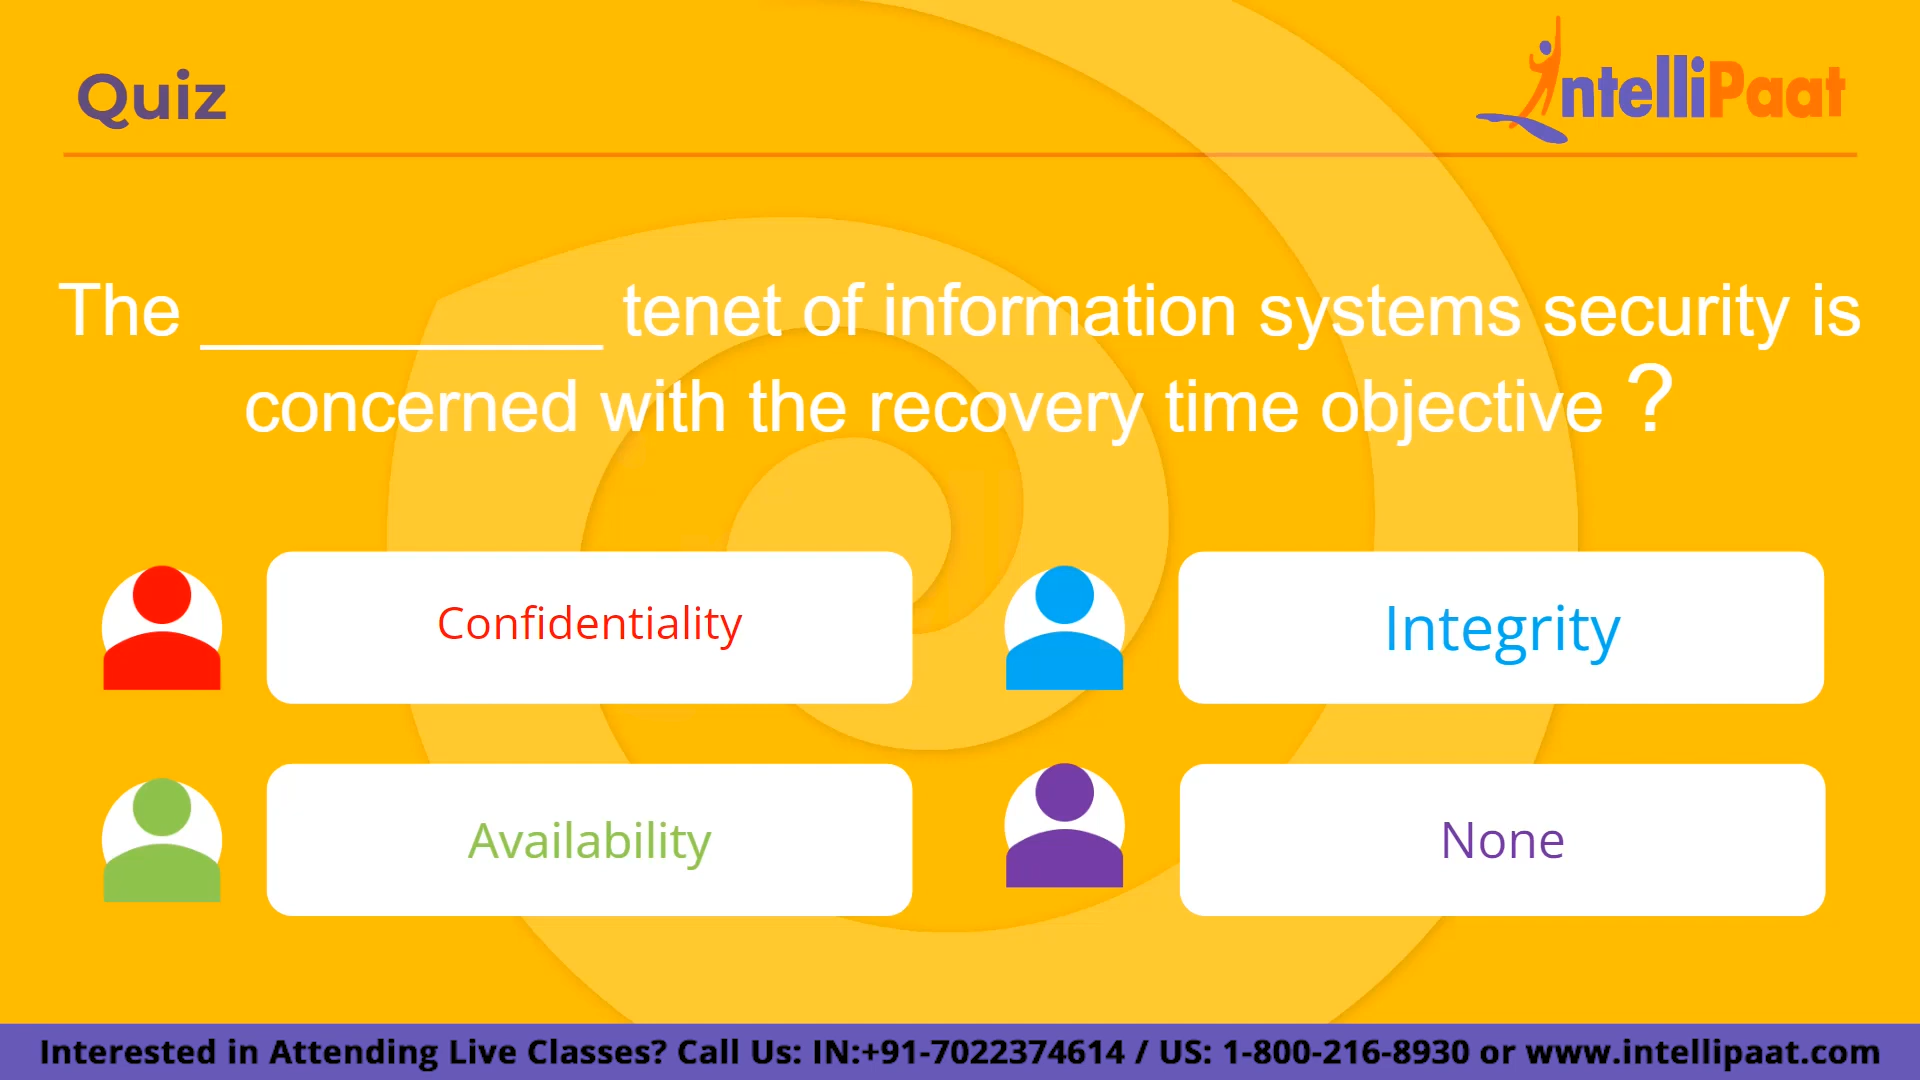 Quiz
IntelliPaat
The ___________ tenet of information systems security is
concerned with the recovery time objective ?
Confidentiality
Integrity
Availability
None
Interested in Attending Live Classes? Call Us: IN:+91-7022374614 / US: 1-800-216-8930 or www.intellipaat.com